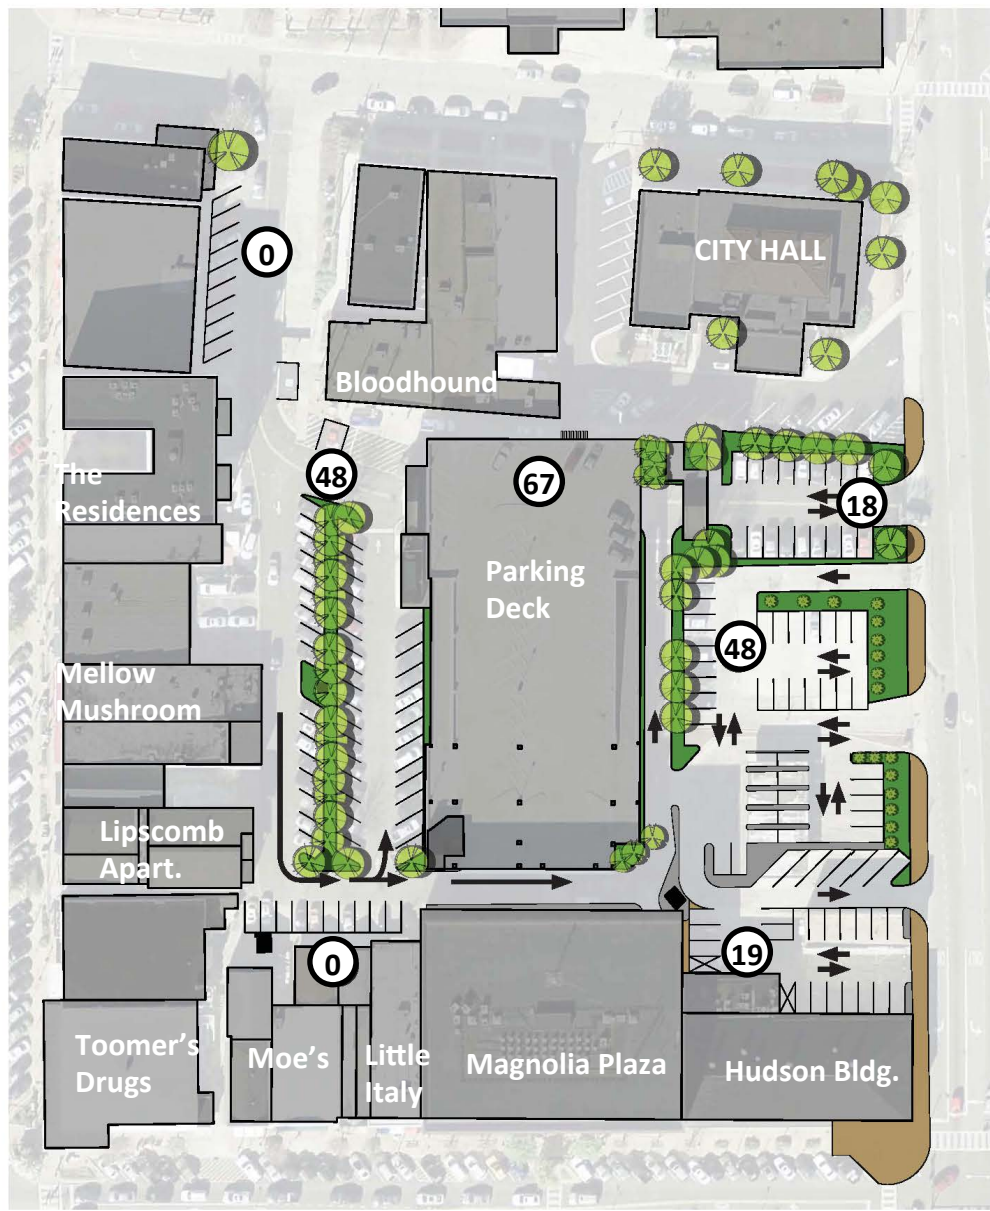 CITY HALL
0
Bloodhound
48
67
18
The
Residences
Parking
Deck
48
Mellow
Mushroom
Lipscomb
Apart.
0
19
Toomer's
Drugs
Moe's
Little
Italy
Magnolia Plaza
Hudson Bldg.